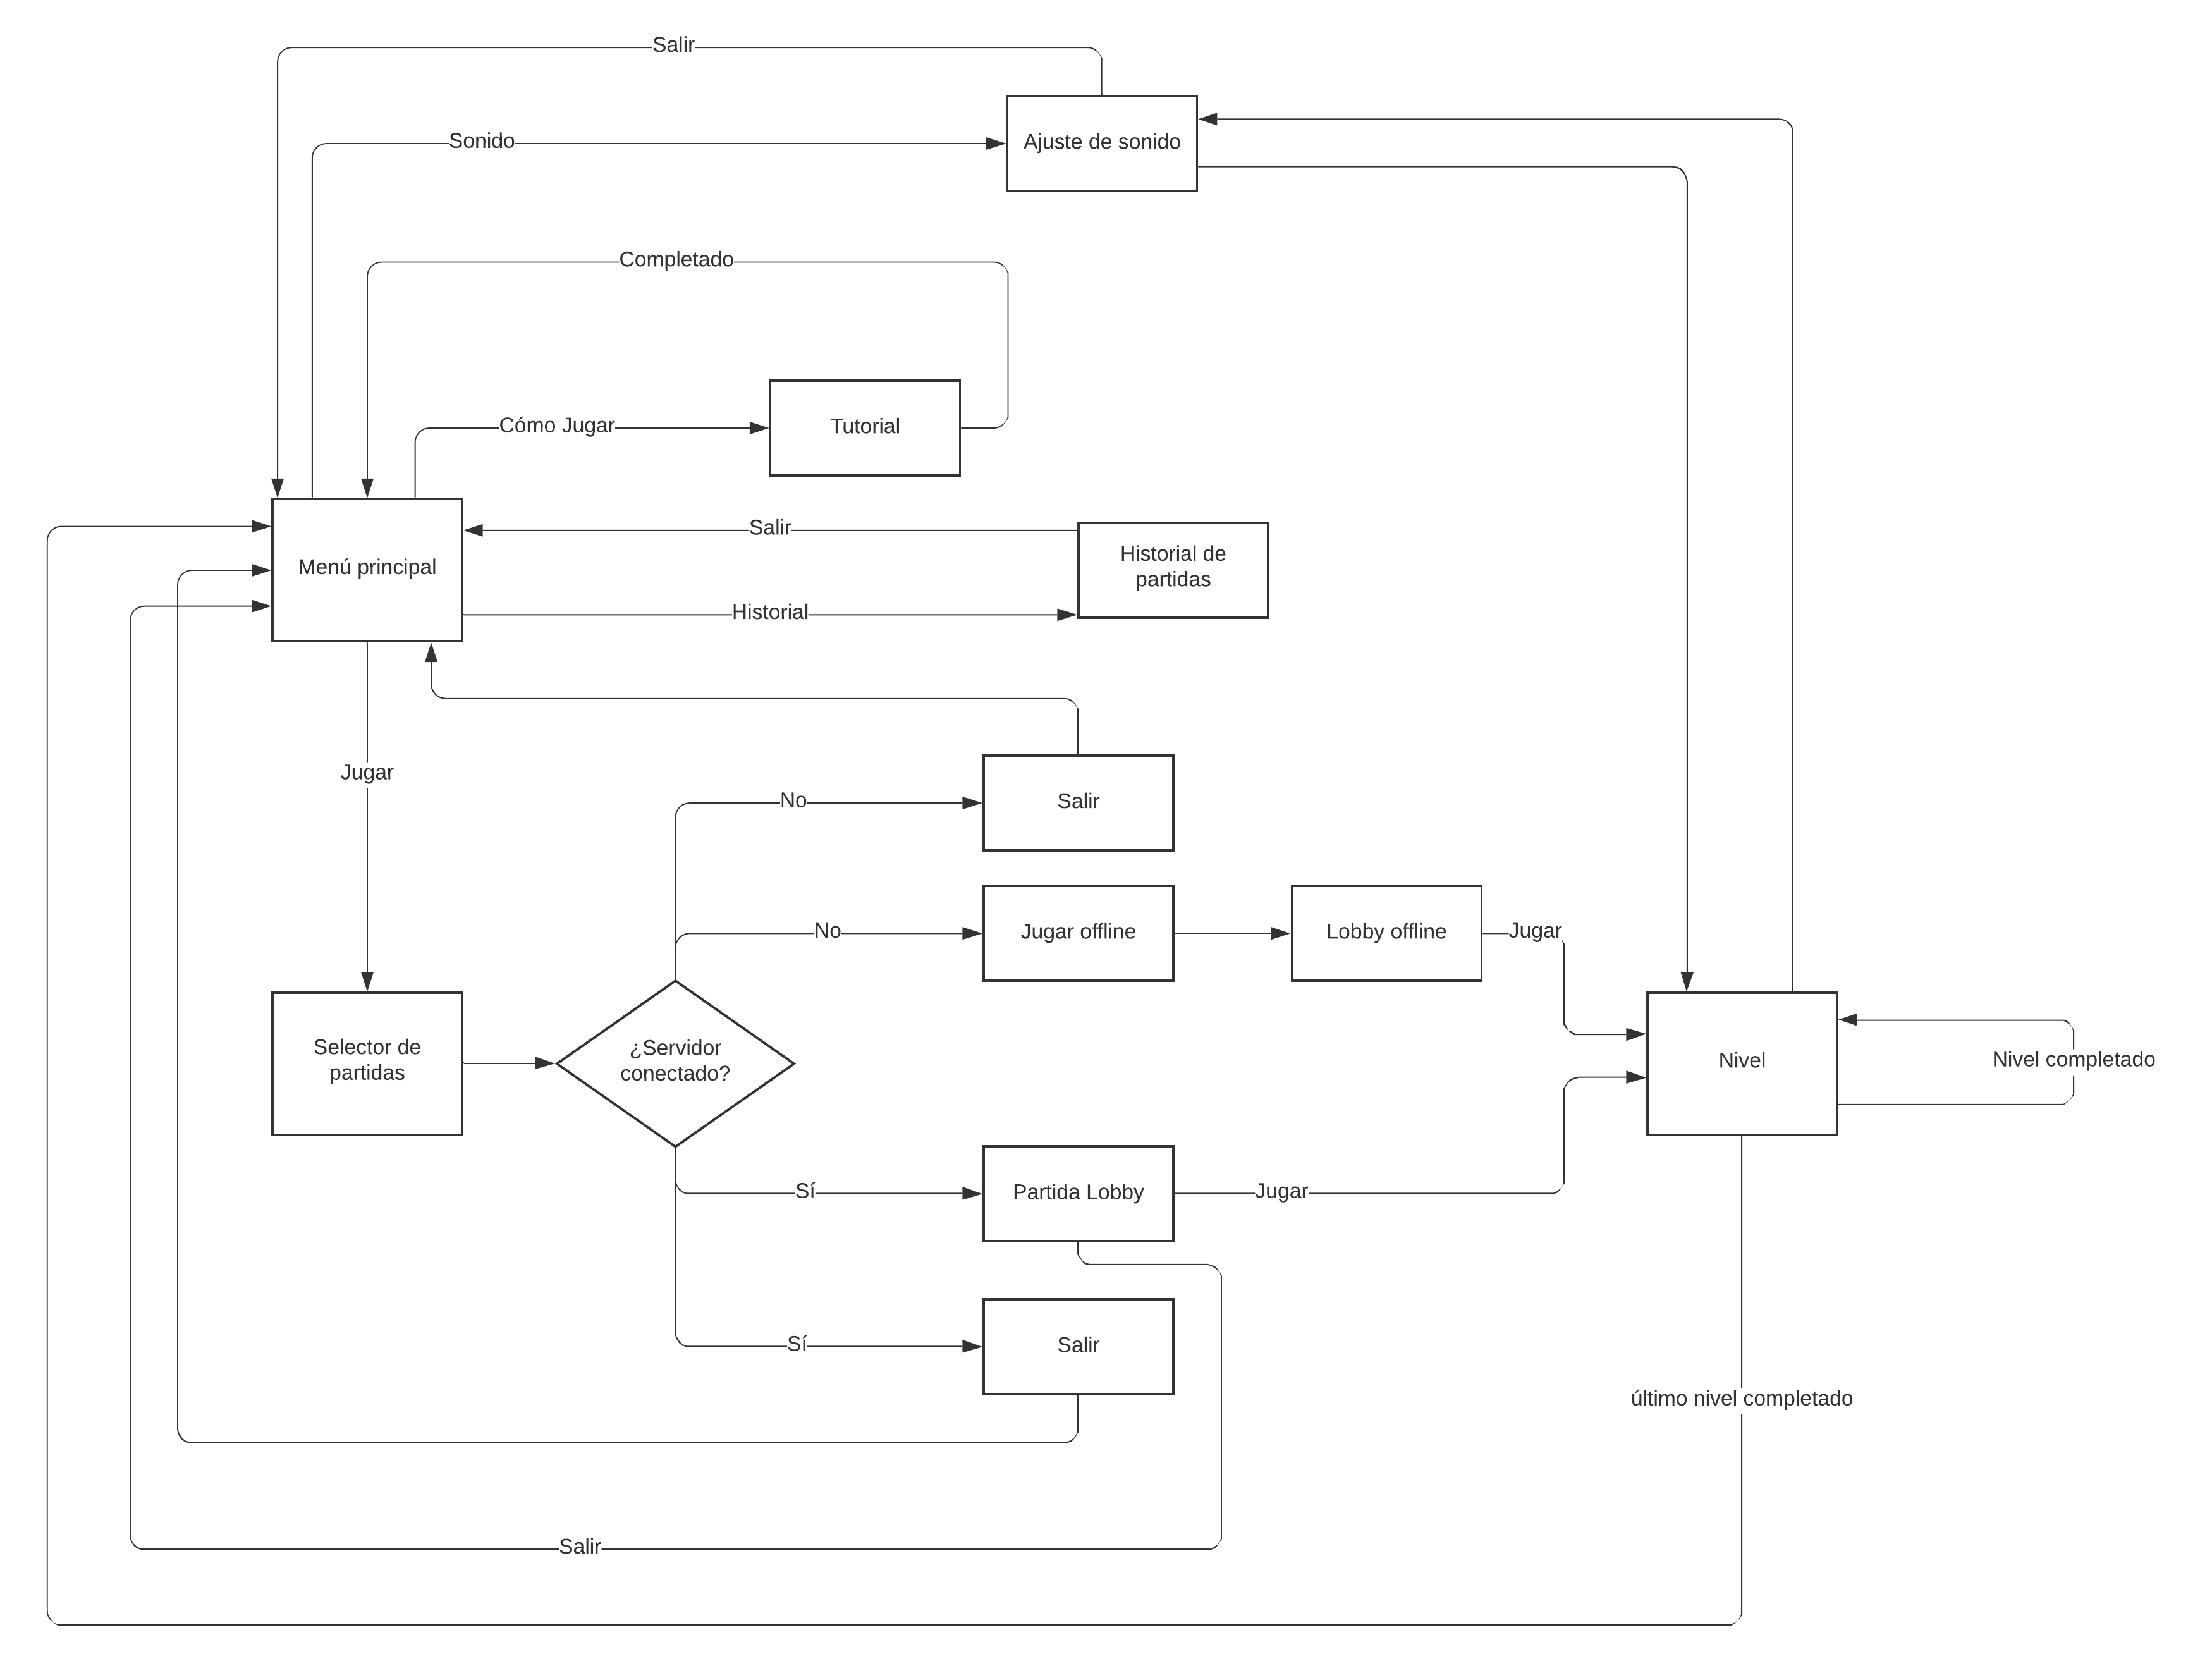 Salir
Sonido
Ajuste de sonido
Completado
Cómo Jugar
Tutorial
Salir
Menú principal
Historial de
partidas
Historial
Jugar
No
Salir
No
Jugar offline
Lobby offline
Jugar
Selector de
partidas
¿Servidor
conectado?
Nivel
Nivel completado
Sí
Partida Lobby
Jugar
Sí
Salir
último nivel completado
Salir